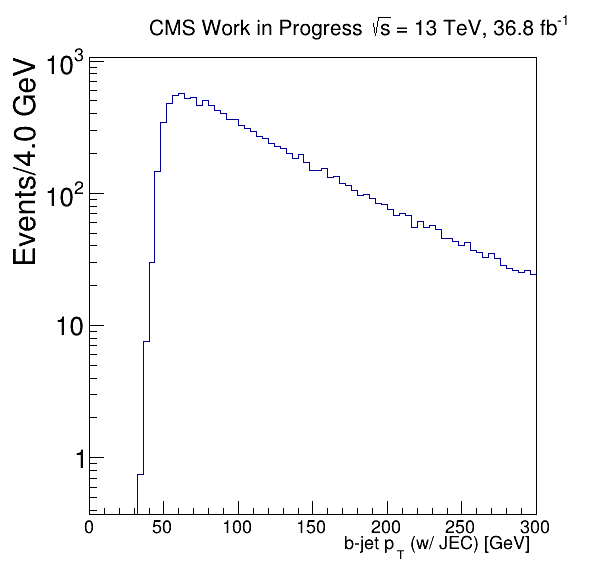 CMS Work in Progress √s = 13 TeV, 36.8 fb⁻¹
Events/4.0 GeV
10³
10²
10
1
0 50 100 150 200 250 300
b-jet p_T (w/ JEC) [GeV]